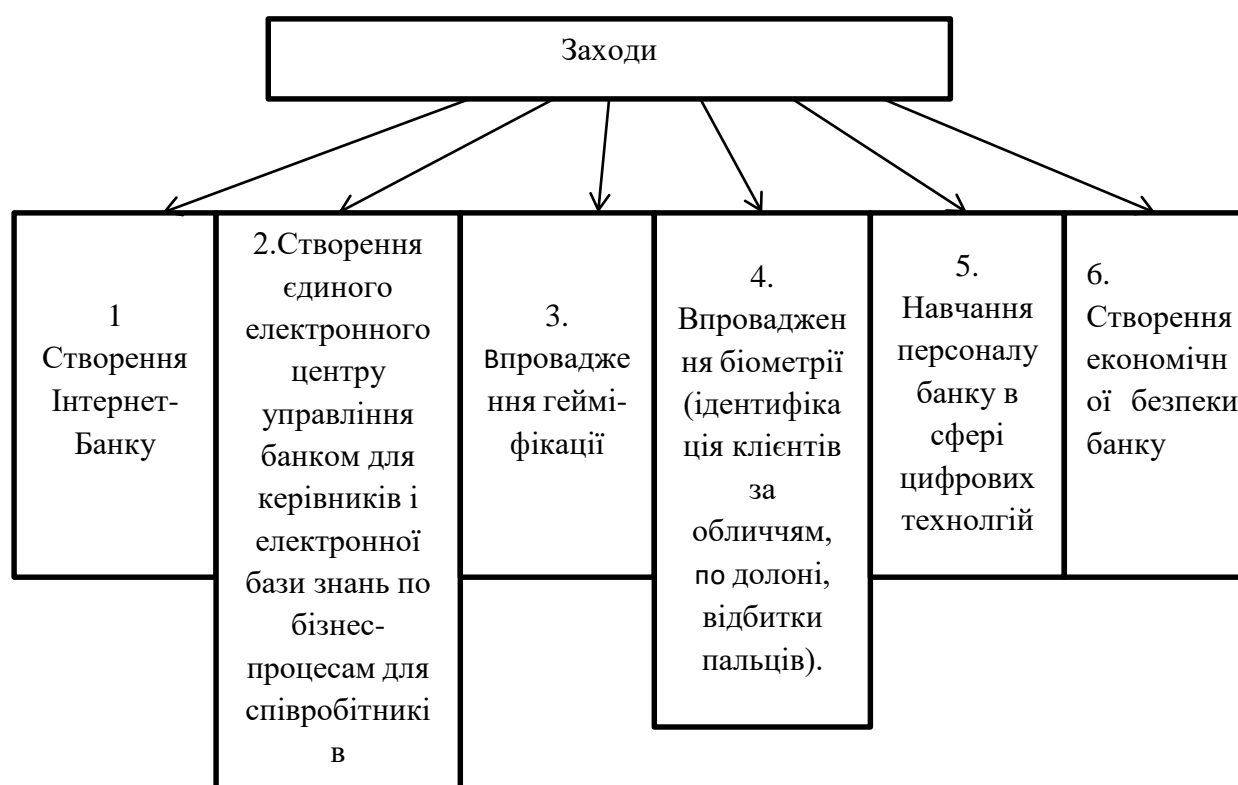 Заходи
1
Створення
Інтернет-
Банку
2.Створення
єдиного
електронного
центру
управління
банком для
керівників і
електронної
бази знань по
бізнес-
процесам для
співробітникі
в
3.
Впровадже
ння геймі-
фікації
4.
Впроваджен
ня біометрії
(ідентифіка
ція клієнтів
за
обличчям,
по долоні,
відбитки
пальців).
5.
Навчання
персоналу
банку в
сфері
цифрових
технолгій
6.
Створення
економічн
ої безпеки
банку